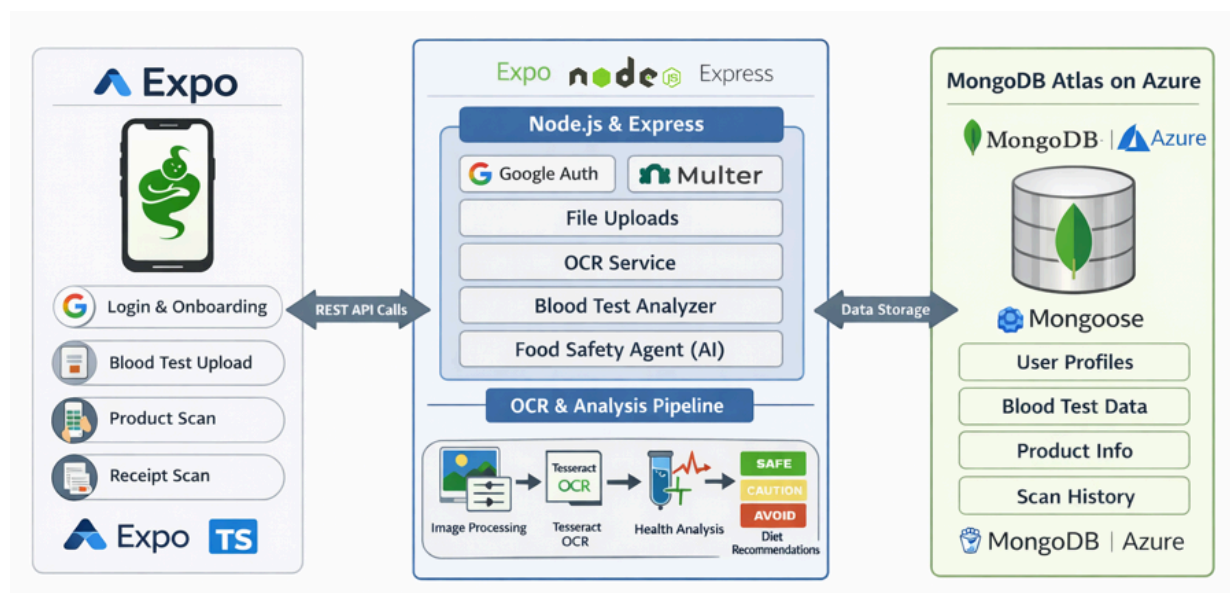 Expo
Login & Onboarding
Blood Test Upload
Product Scan
Receipt Scan
Expo TS
REST API Calls
Expo node JS Express
Node.js & Express
Google Auth
Multer
File Uploads
OCR Service
Blood Test Analyzer
Food Safety Agent (AI)
OCR & Analysis Pipeline
Tesseract
OCR
SAFE
CAUTION
AVOID
Image Processing
Tesseract
OCR
Health Analysis
Diet
Recommendations
Data Storage
MongoDB Atlas on Azure
MongoDB | Azure
Mongoose
User Profiles
Blood Test Data
Product Info
Scan History
MongoDB | Azure